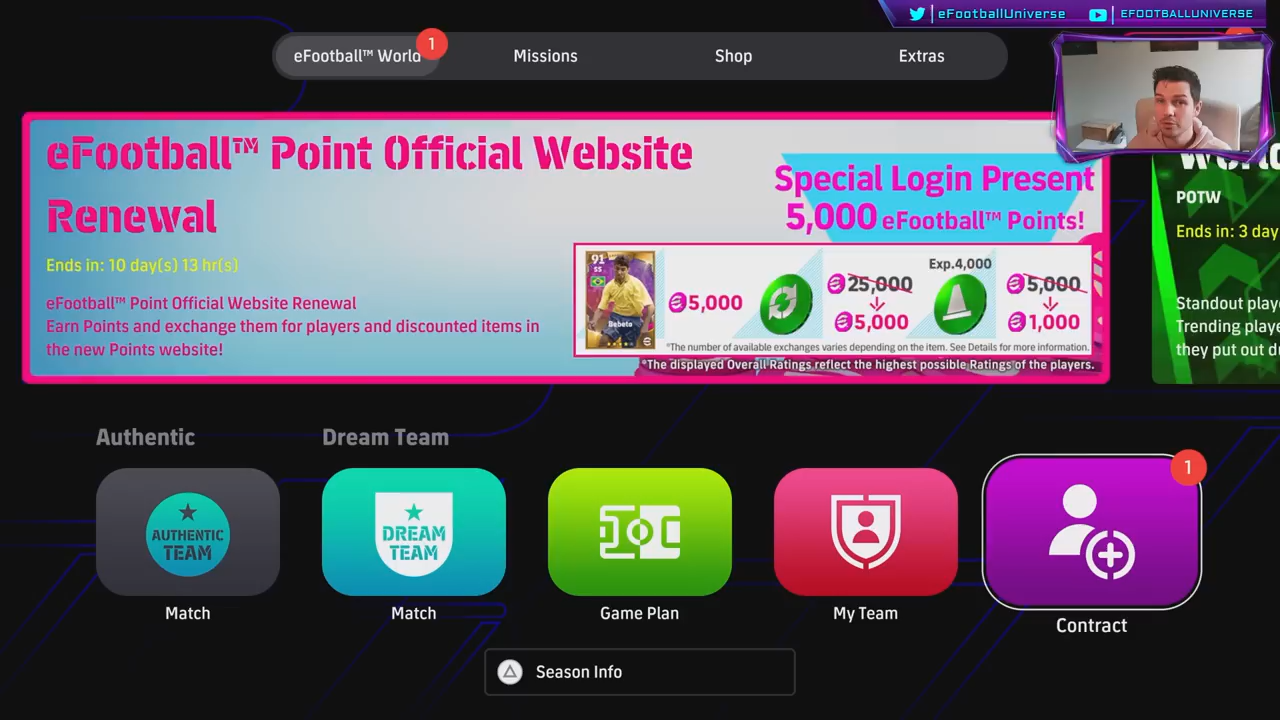 eFootballUniverse
EFOOTBALLUNIVERSE
eFootball™ World
1
Missions
Shop
Extras
eFootball™ Point Official Website
Renewal
Ends in: 10 day(s) 13 hr(s)
eFootball™ Point Official Website Renewal
Earn Points and exchange them for players and discounted items in
the new Points website!
Special Login Present
5,000 eFootball™ Points!
91
SS
Bebeto
5,000
25,000
5,000
Exp.4,000
5,000
1,000
*The number of available exchanges varies depending on the item. See Details for more information.
*The displayed Overall Ratings reflect the highest possible Ratings of the players.
POTW
Ends in: 3 day
Standout play
Trending playe
they put out d
Authentic
Dream Team
AUTHENTIC
TEAM
Match
DREAM
TEAM
Match
Game Plan
My Team
1
Contract
Season Info